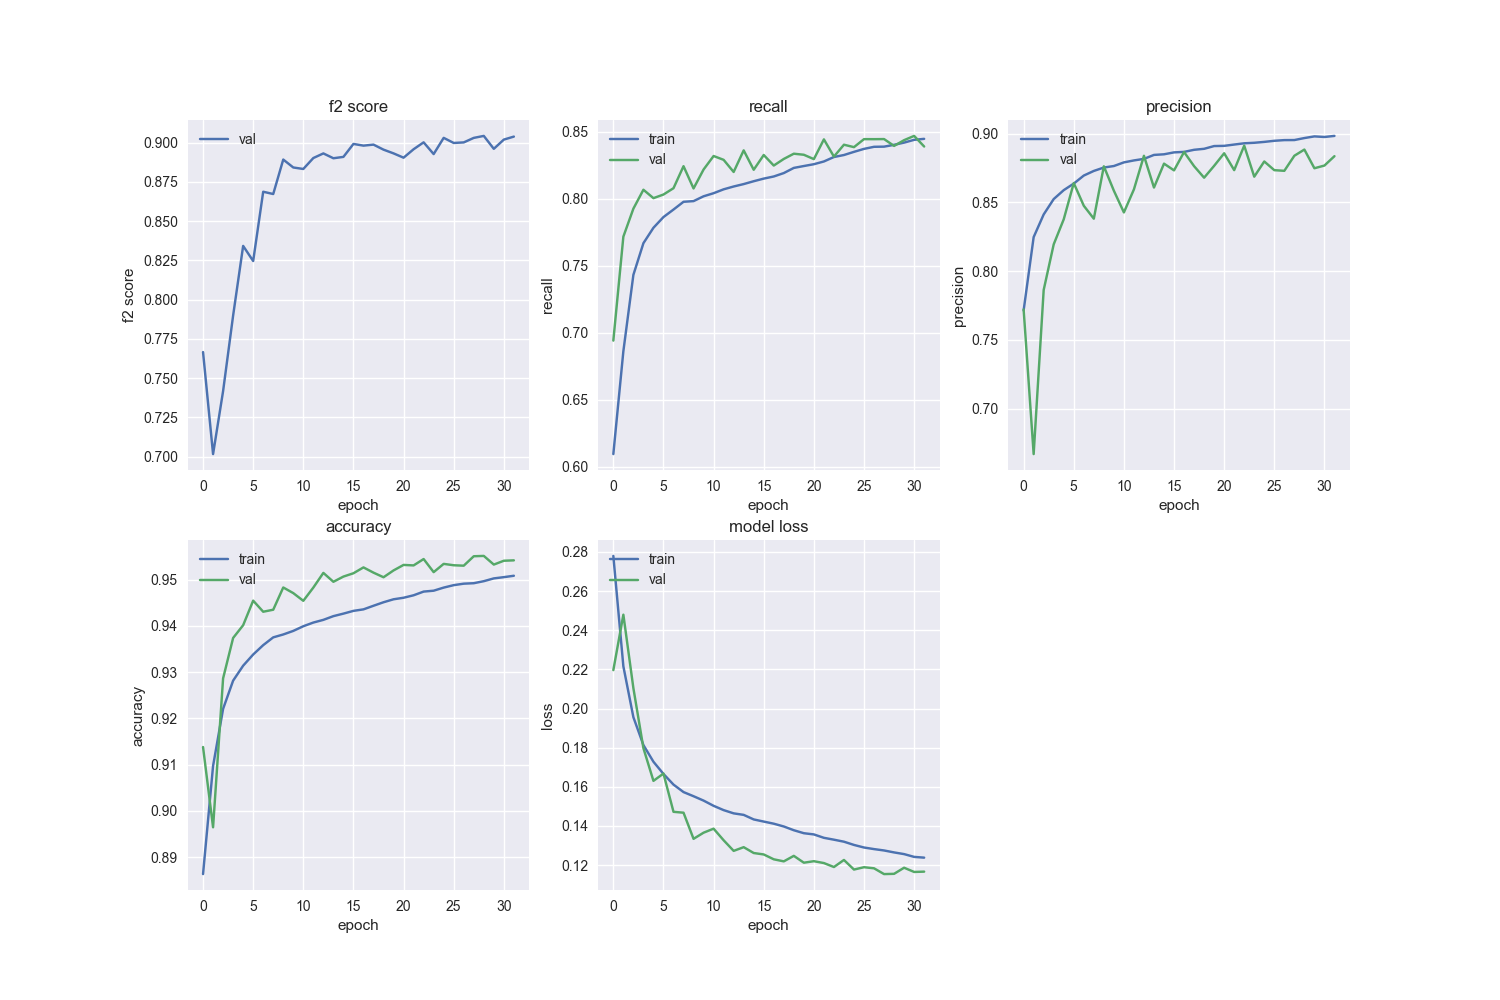 f2 score
val
f2 score
0.900
0.875
0.850
0.825
0.800
0.775
0.750
0.725
0.700
0 5 10 15 20 25 30
epoch
recall
train
val
recall
0.85
0.80
0.75
0.70
0.65
0.60
0 5 10 15 20 25 30
epoch
precision
train
val
precision
0.90
0.85
0.80
0.75
0.70
0 5 10 15 20 25 30
epoch
accuracy
train
val
accuracy
0.95
0.94
0.93
0.92
0.91
0.90
0.89
0 5 10 15 20 25 30
epoch
model loss
train
val
loss
0.28
0.26
0.24
0.22
0.20
0.18
0.16
0.14
0.12
0 5 10 15 20 25 30
epoch